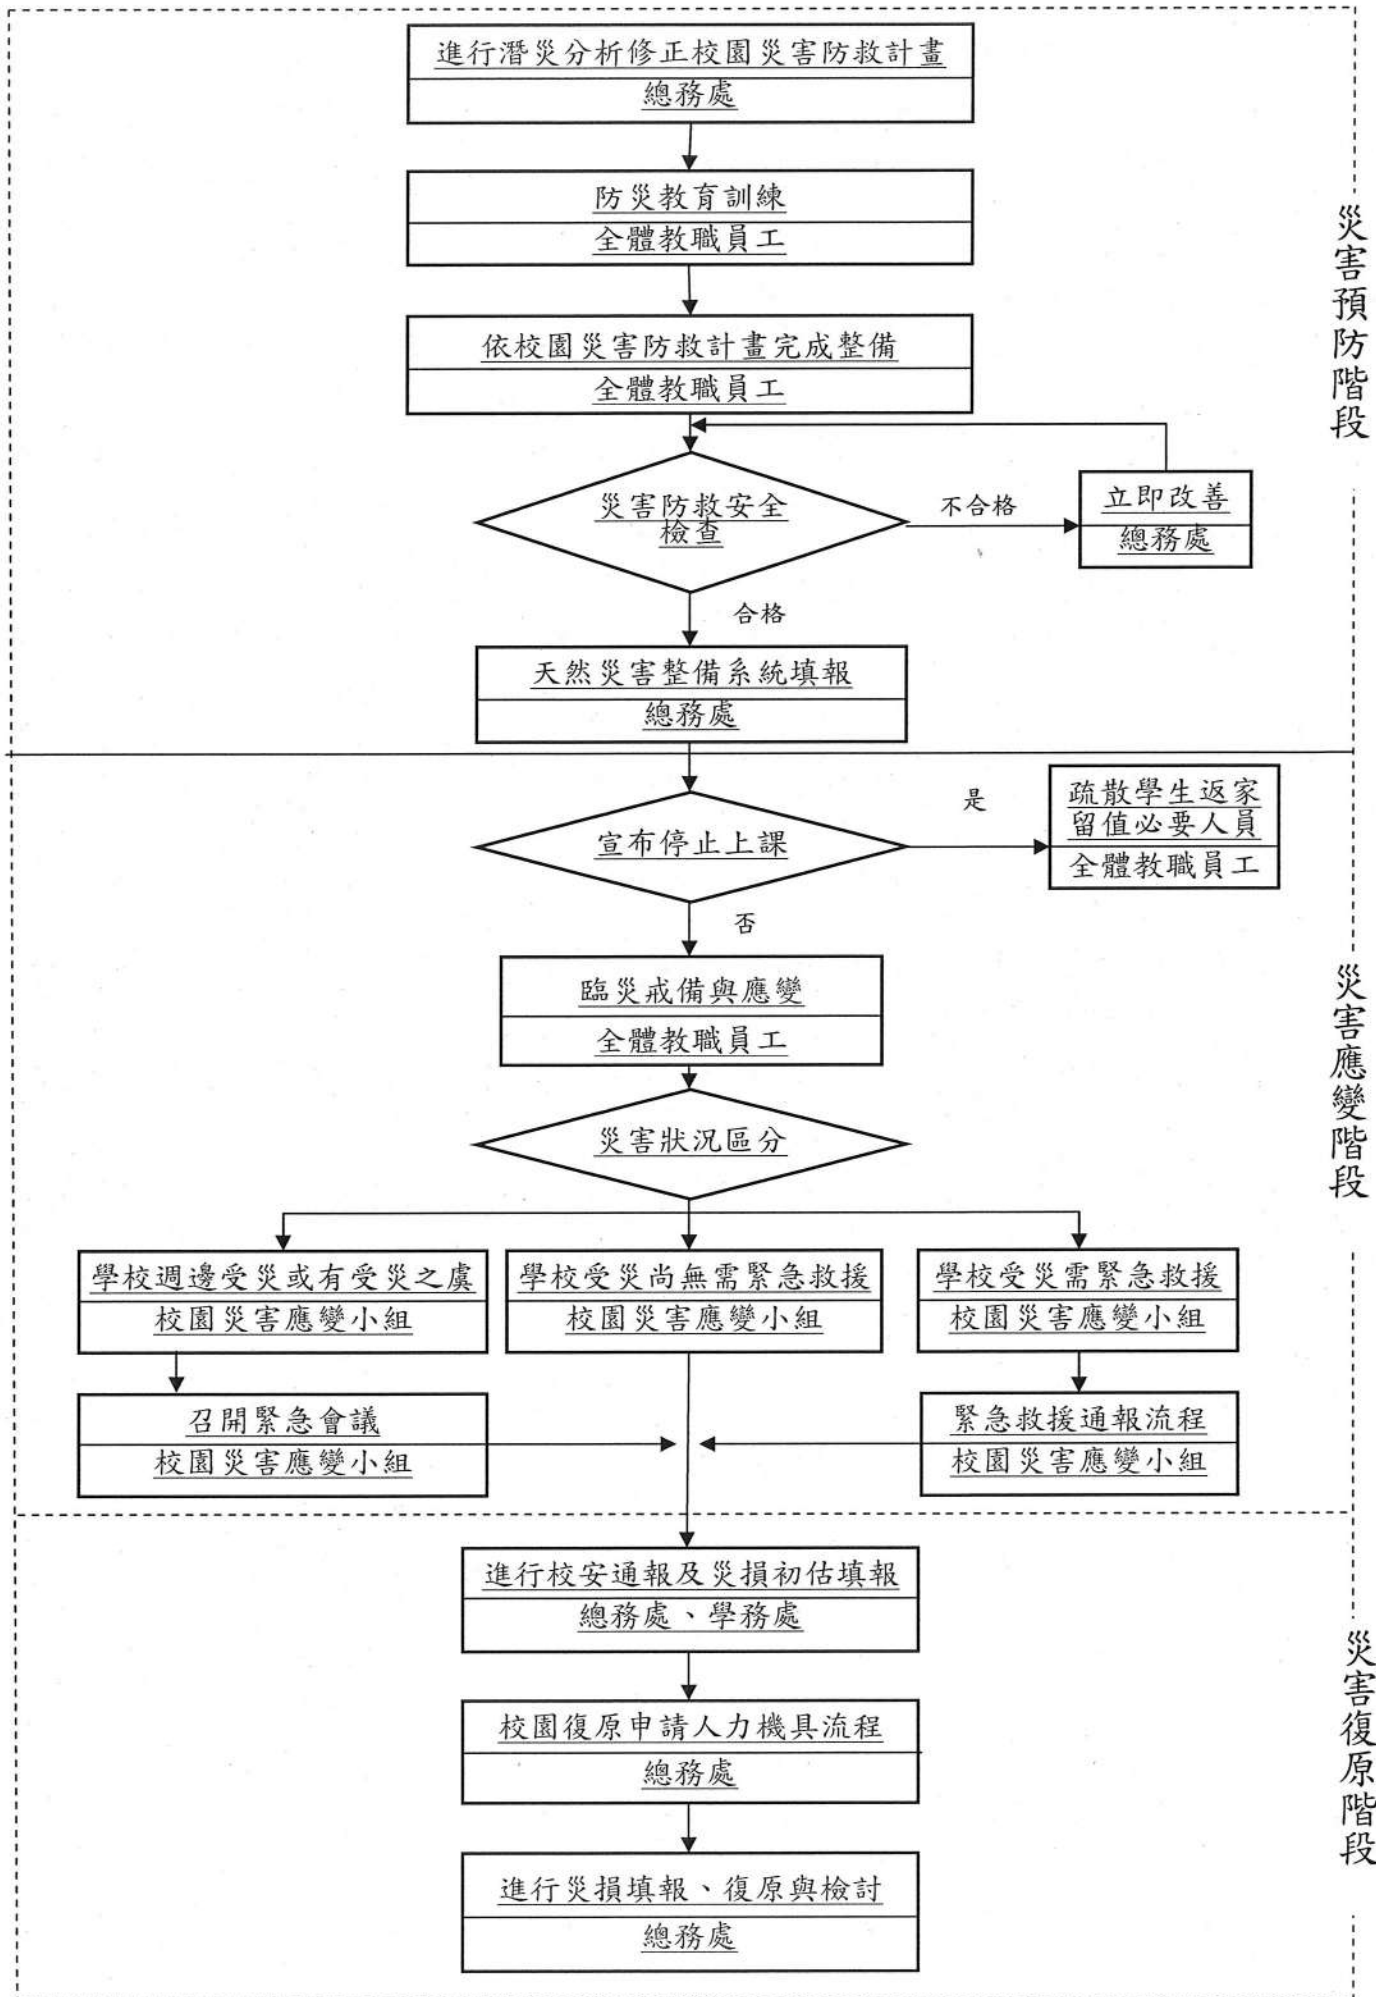 進行潛災分析修正校園災害防救計畫
總務處
防災教育訓練
全體教職員工
依校園災害防救計畫完成整備
全體教職員工
災害防救安全
檢查
不合格
立即改善
總務處
合格
天然災害整備系統填報
總務處
災害預防階段
宣布停止上課
是
疏散學生返家
留值必要人員
全體教職員工
否
臨災戒備與應變
全體教職員工
災害狀況區分
學校週邊受災或有受災之虞
校園災害應變小組
學校受災尚無需緊急救援
校園災害應變小組
學校受災需緊急救援
校園災害應變小組
召開緊急會議
校園災害應變小組
緊急救援通報流程
校園災害應變小組
災害應變階段
進行校安通報及災損初估填報
總務處、學務處
校園復原申請人力機具流程
總務處
進行災損填報、復原與檢討
總務處
災害復原階段